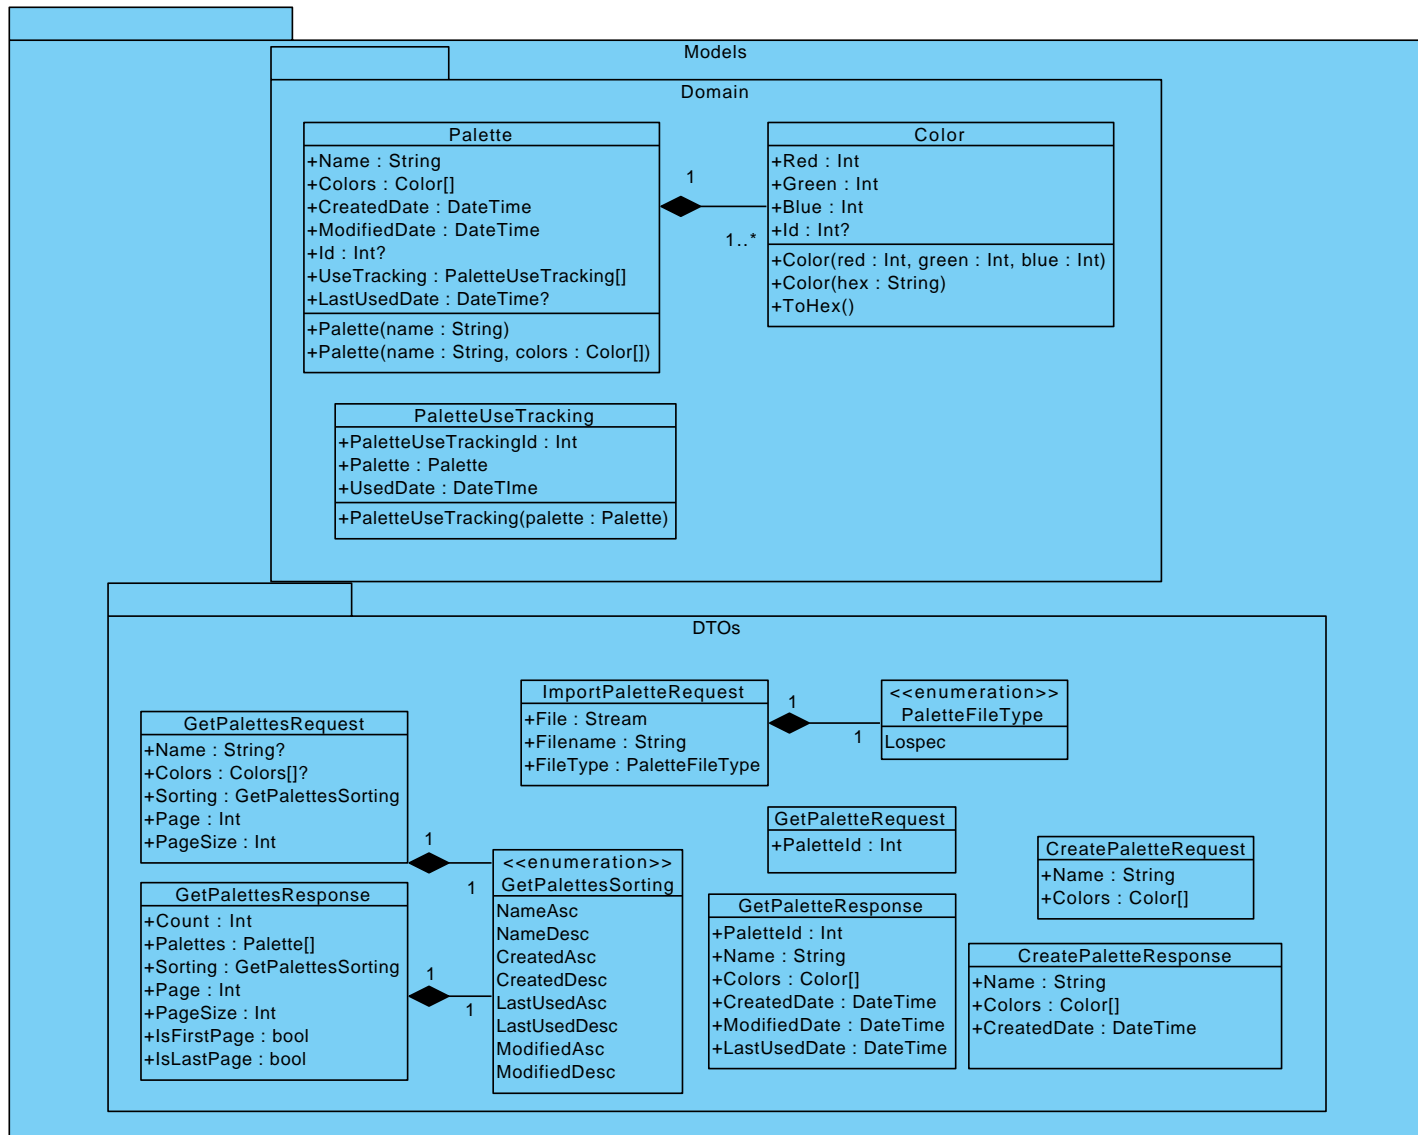 Models
Domain
Palette
+Name : String
+Colors : Color[]
+CreatedDate : DateTime
+ModifiedDate : DateTime
+Id : Int?
+UseTracking : PaletteUseTracking[]
+LastUsedDate : DateTime?
+Palette(name : String)
+Palette(name : String, colors : Color[])
1
1..*
Color
+Red : Int
+Green : Int
+Blue : Int
+Id : Int?
+Color(red : Int, green : Int, blue : Int)
+Color(hex : String)
+ToHex()
PaletteUseTracking
+PaletteUseTrackingId : Int
+Palette : Palette
+UsedDate : DateTIme
+PaletteUseTracking(palette : Palette)
DTOs
ImportPaletteRequest
+File : Stream
+Filename : String
+FileType : PaletteFileType
1
1
<<enumeration>>
PaletteFileType
Lospec
GetPalettesRequest
+Name : String?
+Colors : Colors[]?
+Sorting : GetPalettesSorting
+Page : Int
+PageSize : Int
1
1
GetPalettesResponse
+Count : Int
+Palettes : Palette[]
+Sorting : GetPalettesSorting
+Page : Int
+PageSize : Int
+IsFirstPage : bool
+IsLastPage : bool
1
1
<<enumeration>>
GetPalettesSorting
NameAsc
NameDesc
CreatedAsc
CreatedDesc
LastUsedAsc
LastUsedDesc
ModifiedAsc
ModifiedDesc
GetPaletteRequest
+PaletteId : Int
GetPaletteResponse
+PaletteId : Int
+Name : String
+Colors : Color[]
+CreatedDate : DateTime
+ModifiedDate : DateTime
+LastUsedDate : DateTime
CreatePaletteRequest
+Name : String
+Colors : Color[]
CreatePaletteResponse
+Name : String
+Colors : Color[]
+CreatedDate : DateTime